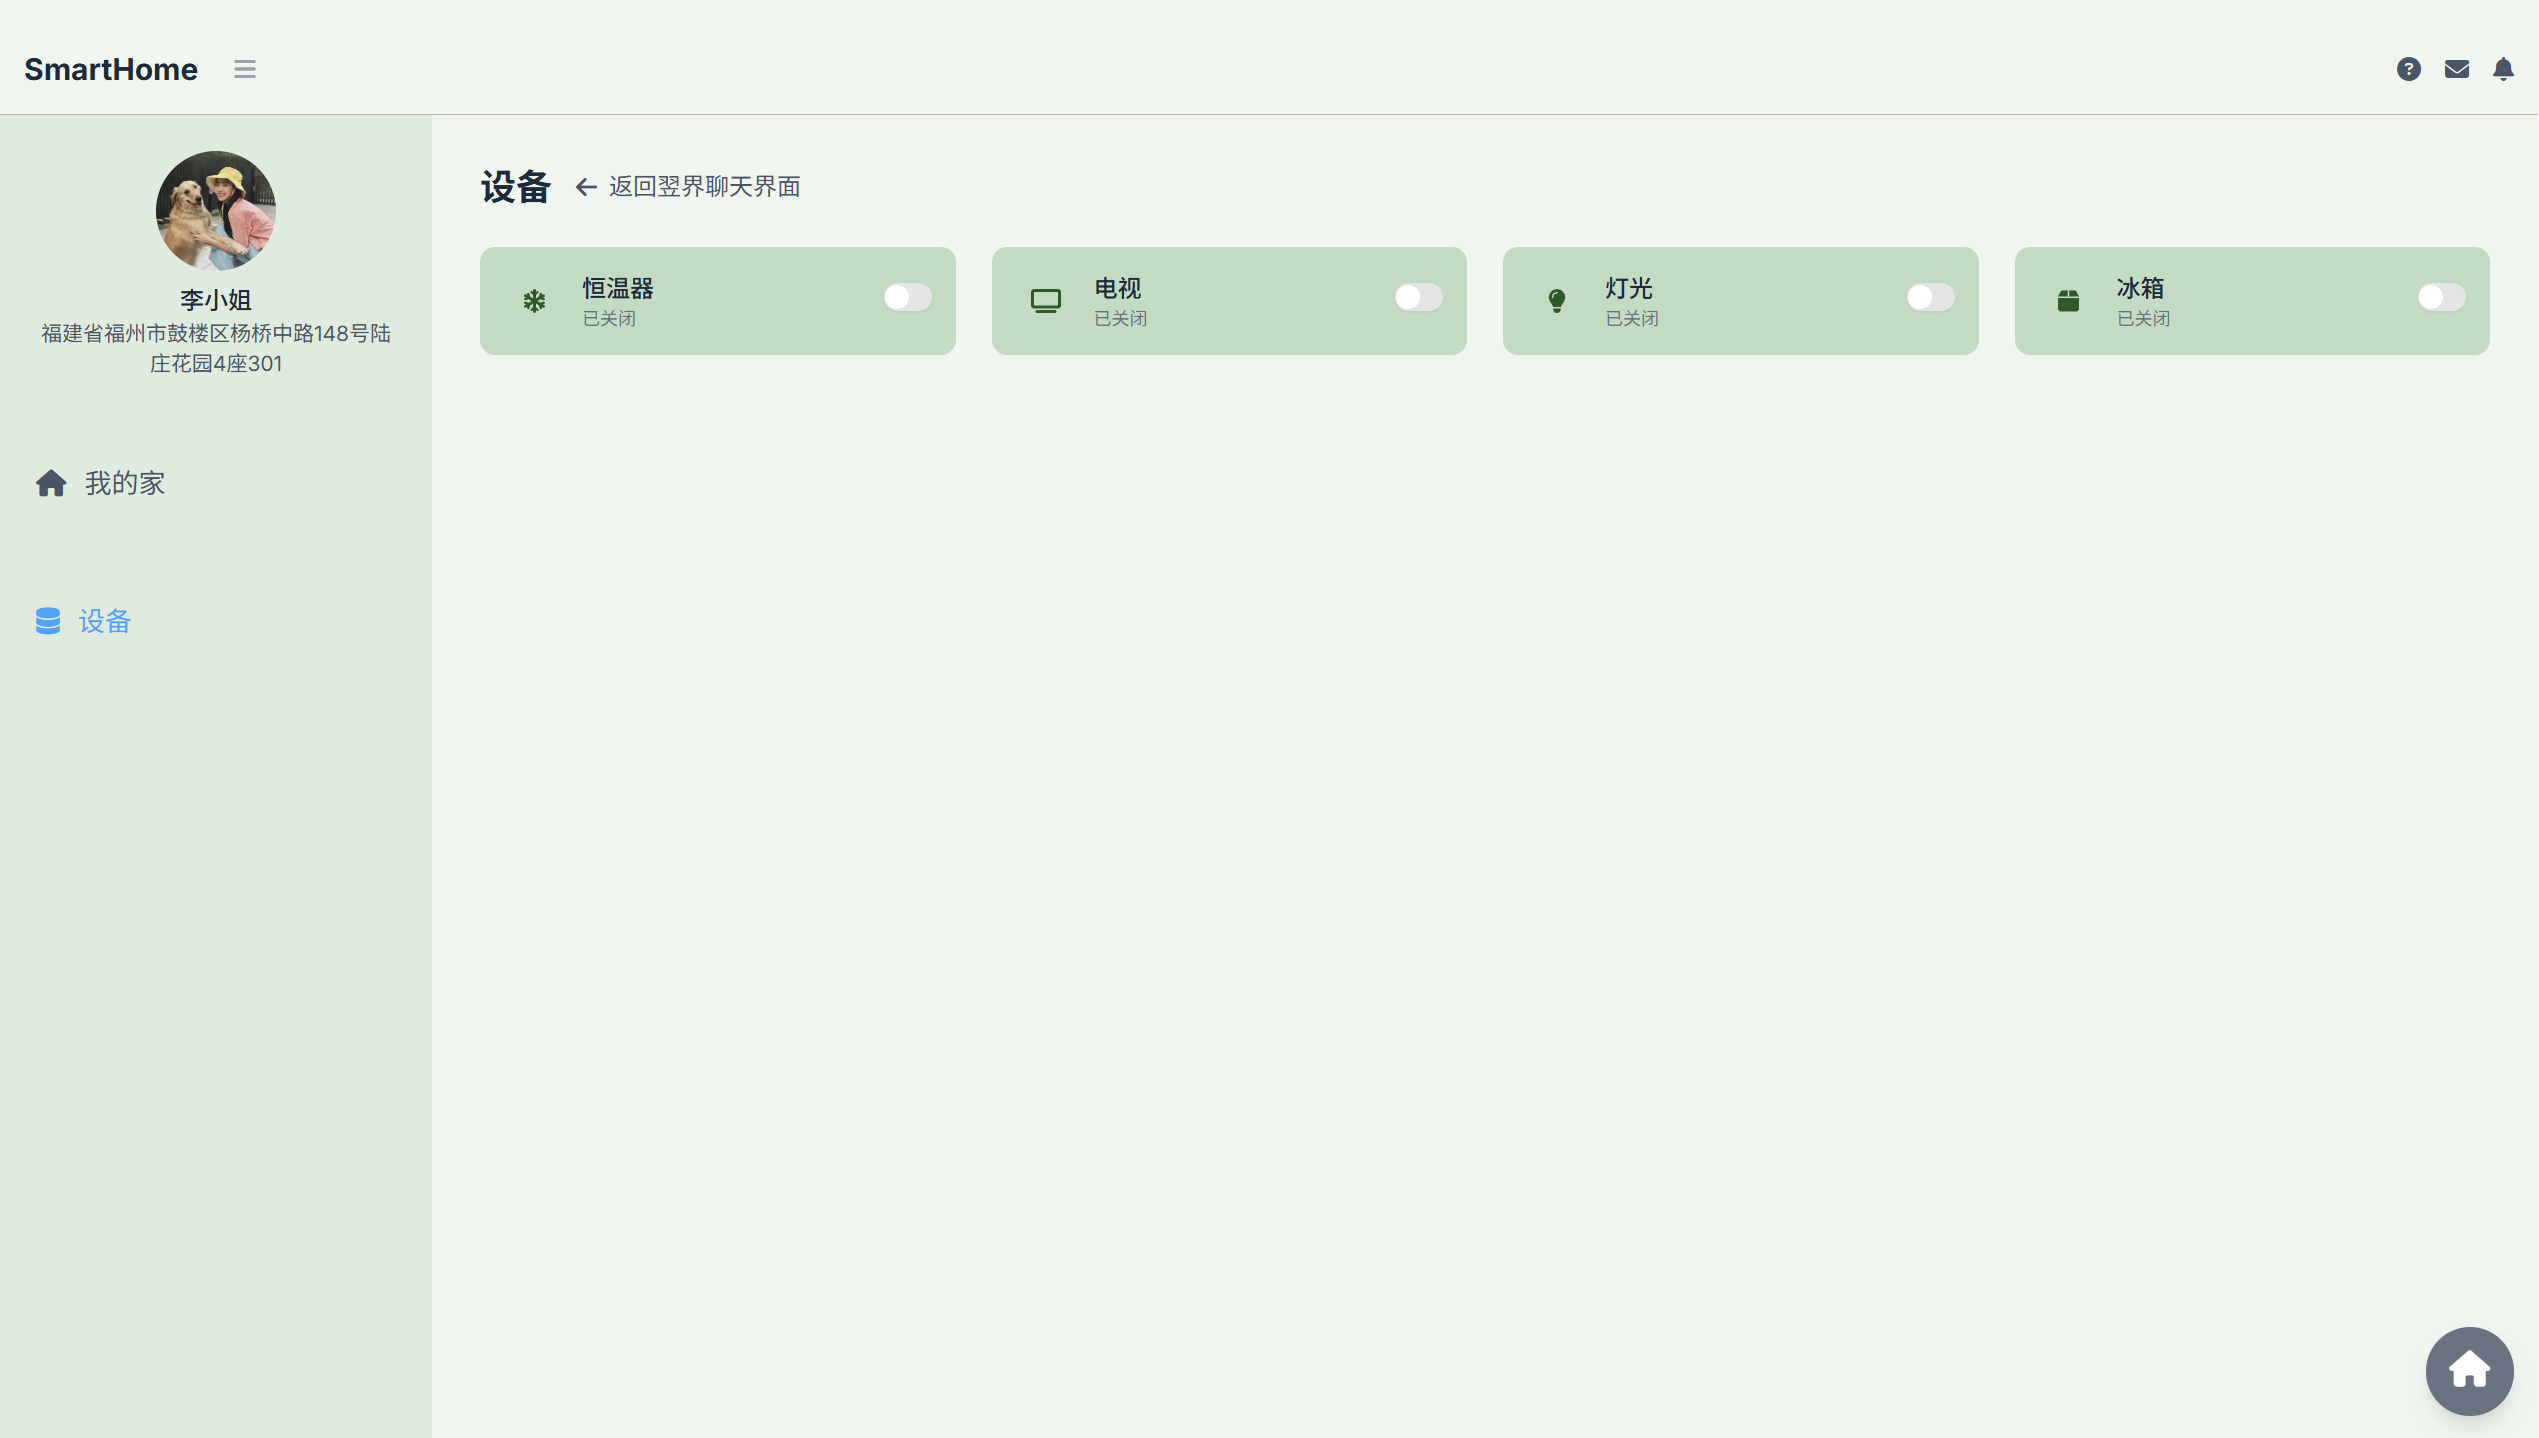 SmartHome
李小姐
福建省福州市鼓楼区杨桥中路148号陆
庄花园4座301
我的家
设备
设备
返回翌界聊天界面
恒温器
已关闭
电视
已关闭
灯光
已关闭
冰箱
已关闭